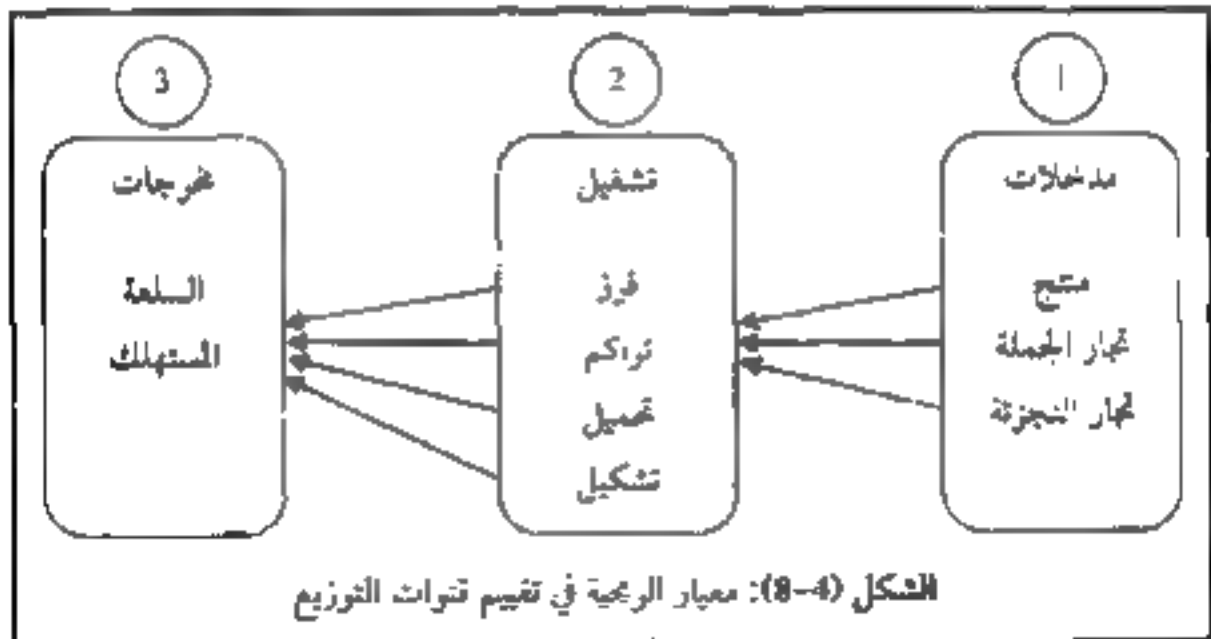 1
مدخلات
منتج
تجار الجملة
تجار التجزئة
2
تشغيل
فرز
تراكم
تحميل
تشكيل
3
مخرجات
السلعة
المستهلك
الشكل (4-8): معيار الربحية في تقييم قنوات التوزيع